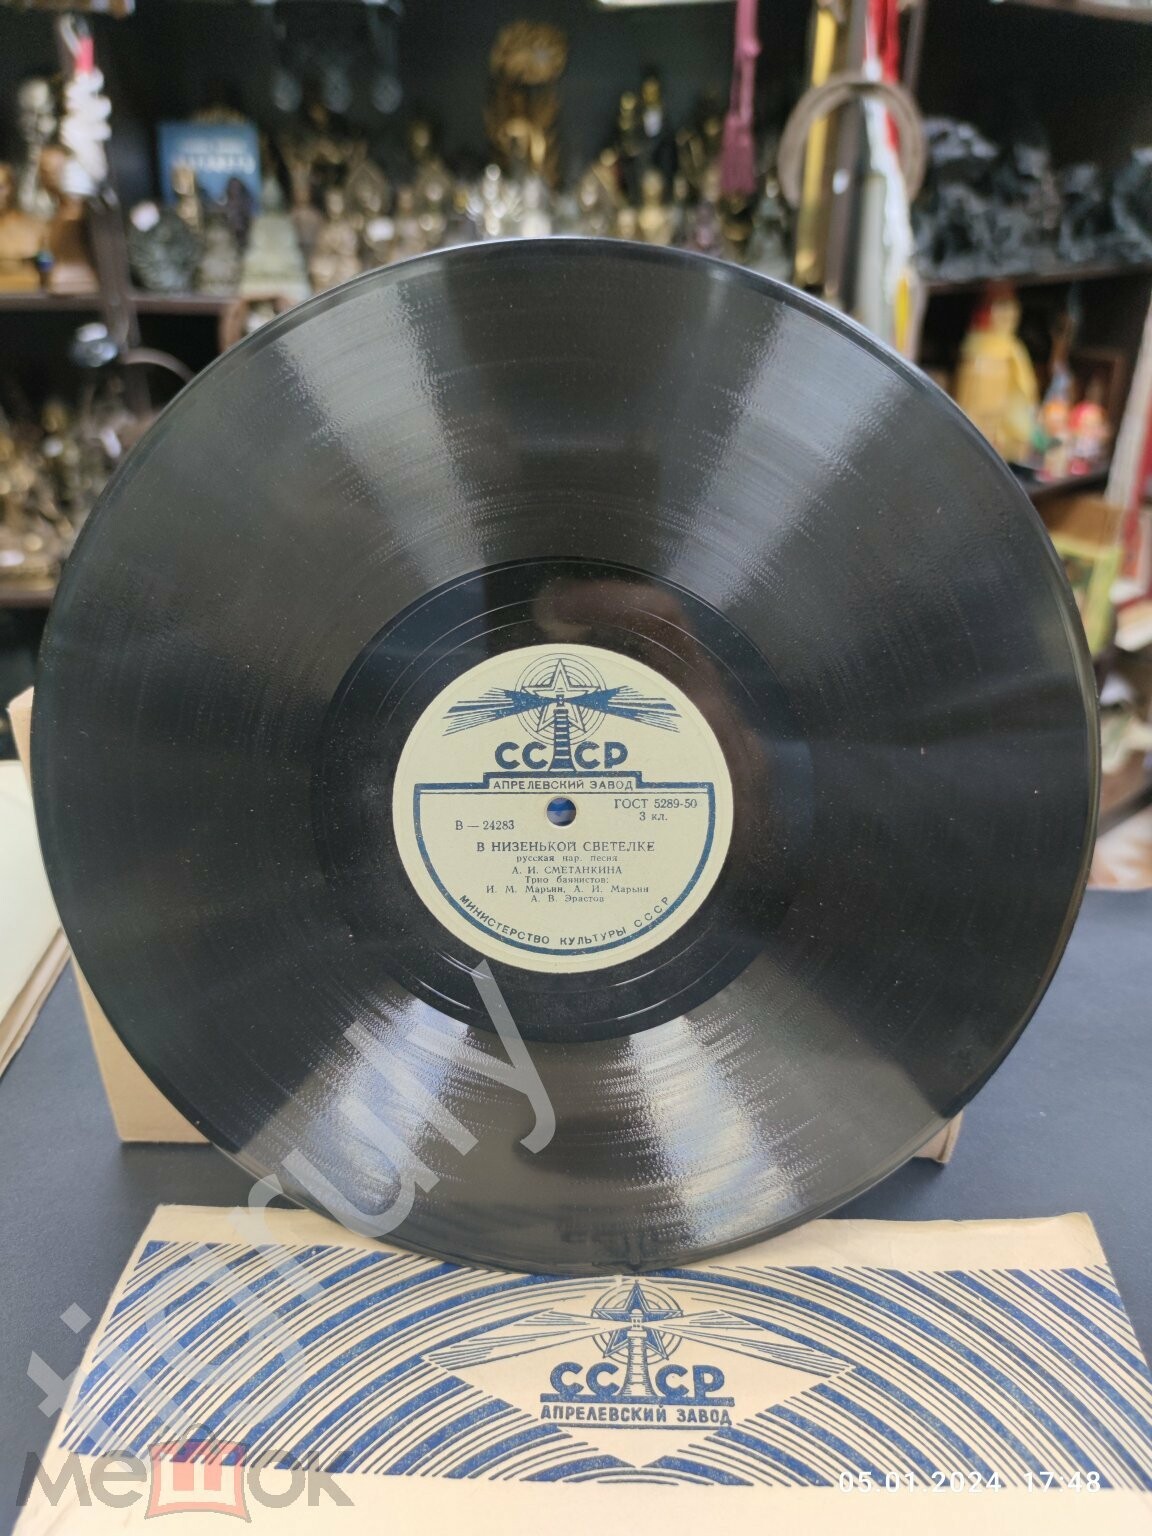 СССР
АПРЕЛЕВСКИЙ ЗАВОД
ГОСТ 5289-50
3 кл.
В — 24283
В НИЗЕНЬКОЙ СВЕТЕЛКЕ
русская нар. песня
А. И. СМЕТАНКИНА
Трио баянистов:
И. М. Марьин, А. И. Марьин
А. В. Эрастов
МИНИСТЕРСТВО КУЛЬТУРЫ СССР
СССР
АПРЕЛЕВСКИЙ ЗАВОД
мешок
05.01.2024 17:48